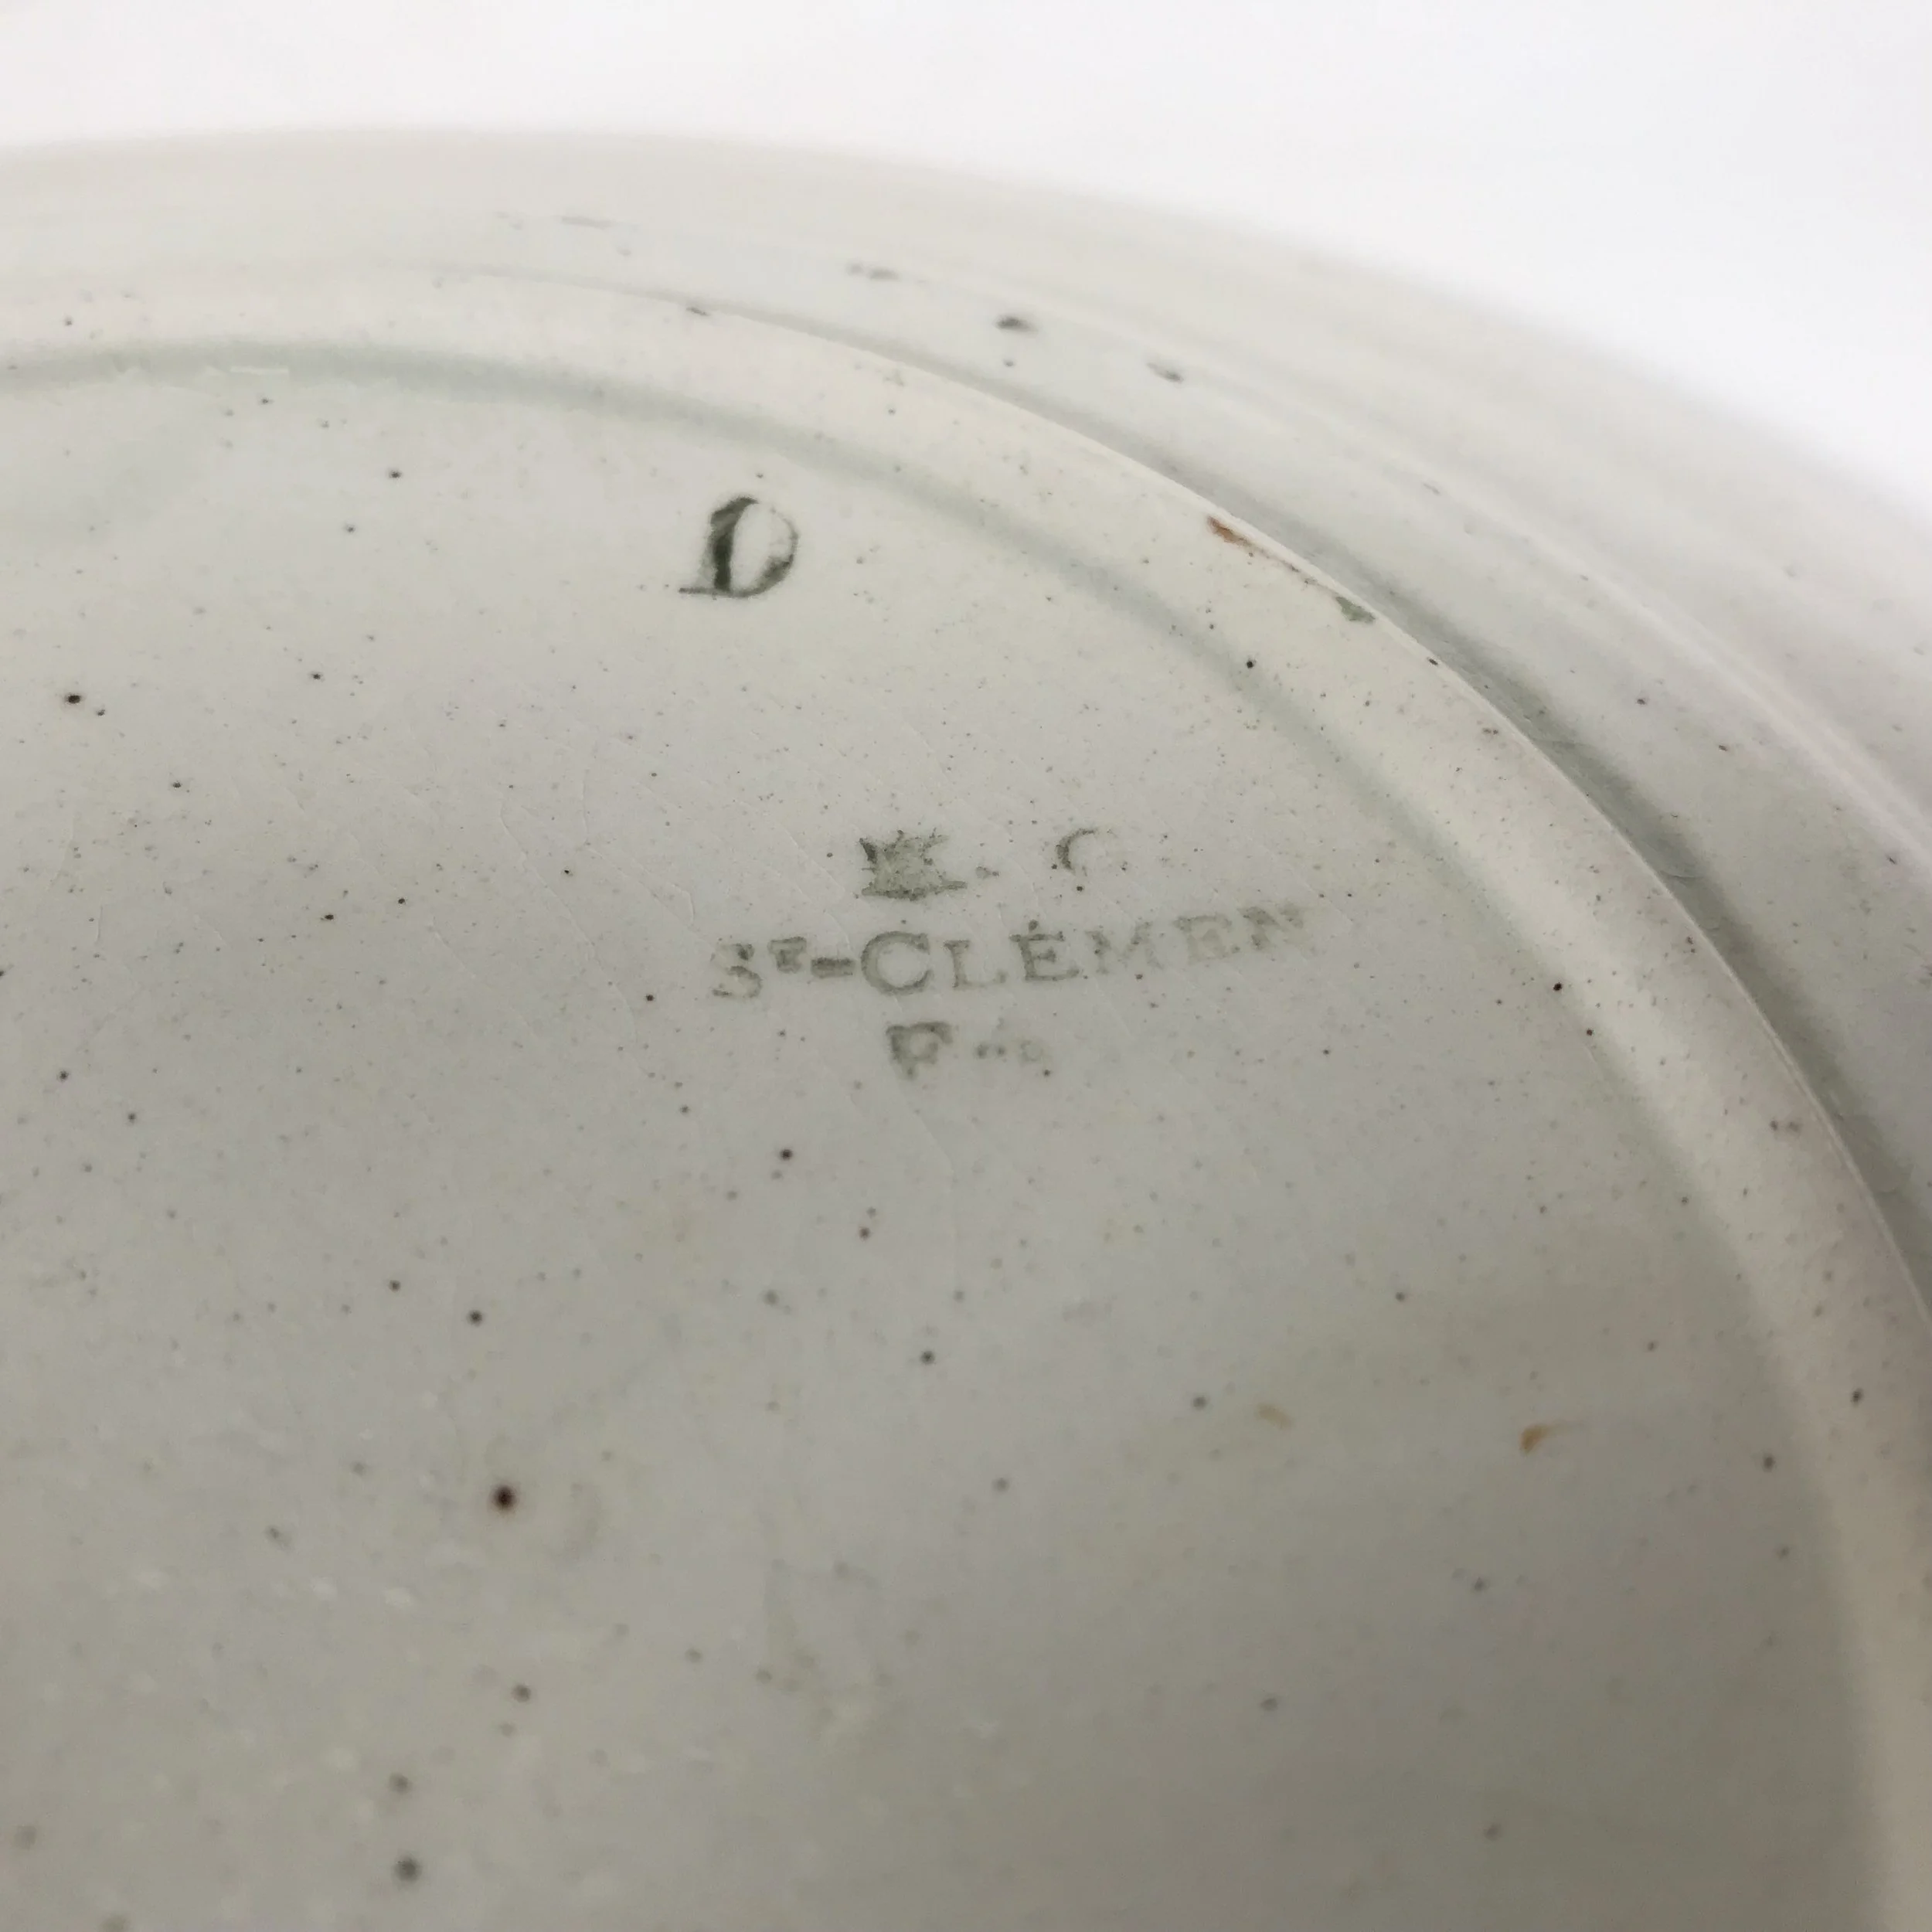 D
K. G
ST-CLÉMEN
F